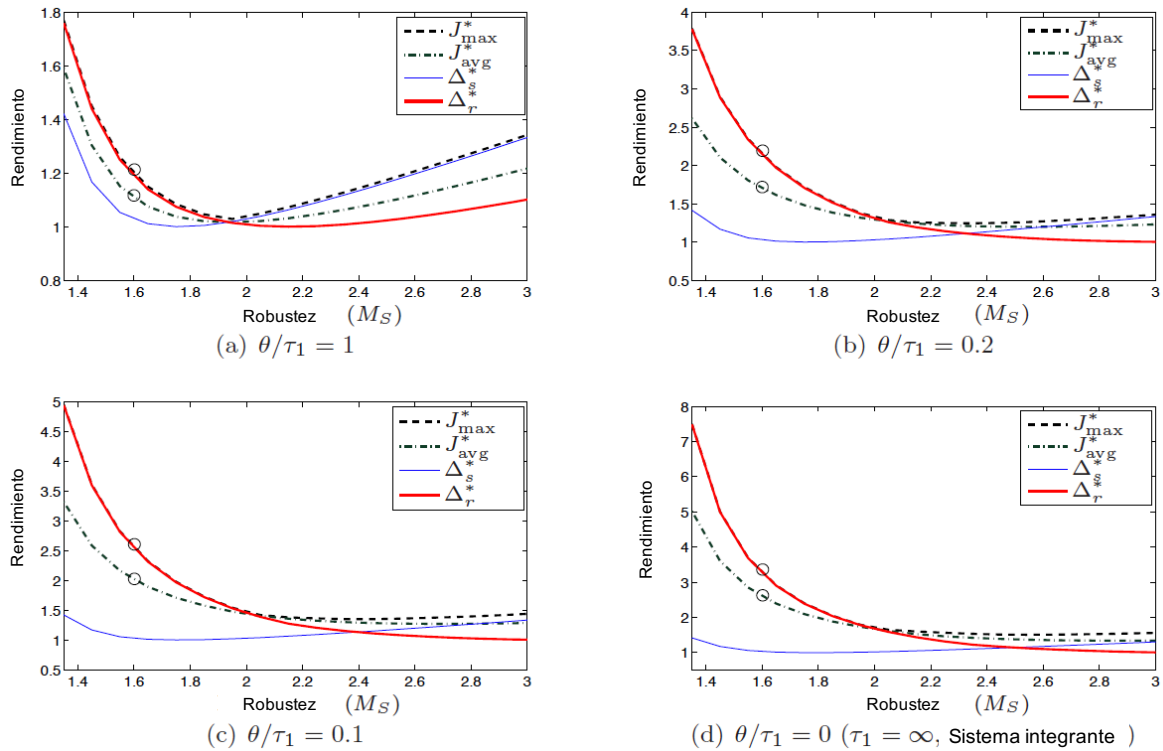 1.8
1.6
1.4
1.2
1
0.8
Rendimiento
J*max
J*avg
Δ*s
Δ*r
1.4 1.6 1.8 2 2.2 2.4 2.6 2.8 3
Robustez (M_S)
(a) θ/τ₁ = 1
4
3.5
3
2.5
2
1.5
1
0.5
Rendimiento
J*max
J*avg
Δ*s
Δ*r
1.4 1.6 1.8 2 2.2 2.4 2.6 2.8 3
Robustez (M_S)
(b) θ/τ₁ = 0.2
5
4.5
4
3.5
3
2.5
2
1.5
1
0.5
Rendimiento
J*max
J*avg
Δ*s
Δ*r
1.4 1.6 1.8 2 2.2 2.4 2.6 2.8 3
Robustez (M_S)
(c) θ/τ₁ = 0.1
8
7
6
5
4
3
2
1
Rendimiento
J*max
J*avg
Δ*s
Δ*r
1.4 1.6 1.8 2 2.2 2.4 2.6 2.8 3
Robustez (M_S)
(d) θ/τ₁ = 0 (τ₁ = ∞, Sistema integrante )